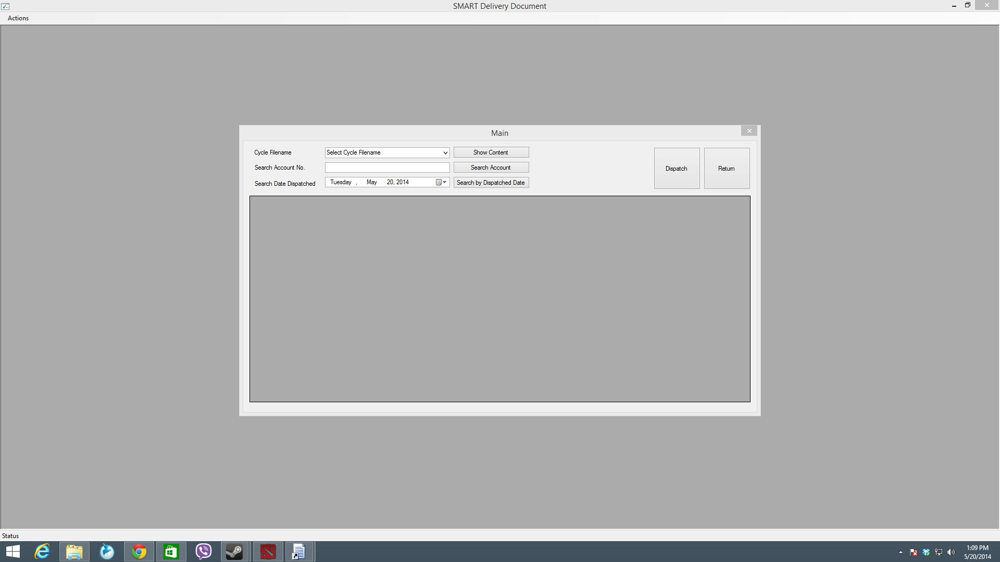 SMART Delivery Document
Actions
Main
Cycle Filename Select Cycle Filename Show Content
Search Account No. Search Account
Search Date Dispatched Tuesday , May 20, 2014 Search by Dispatched Date
Dispatch Return
Status
1:09 PM
5/20/2014